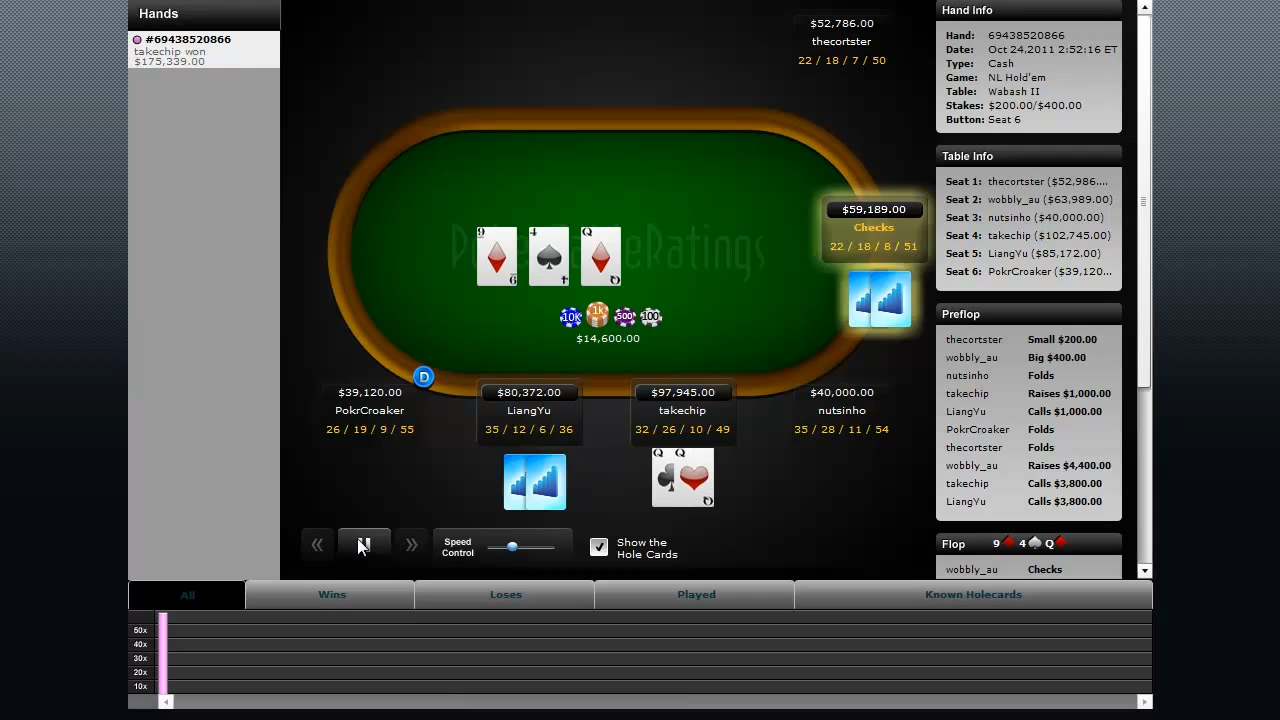 Hands
#69438520866
takechip won
$175,339.00
$52,786.00
thecortster
22 / 18 / 7 / 50
$59,189.00
Checks
22 / 18 / 8 / 51
9 4 Q
9 4 Q
10K 1k 500 100
$14,600.00
D
$39,120.00
PokrCroaker
26 / 19 / 9 / 55
$80,372.00
LiangYu
35 / 12 / 6 / 36
$97,945.00
takechip
32 / 26 / 10 / 49
$40,000.00
nutsinho
35 / 28 / 11 / 54
Q Q
Q
Speed
Control
Show the
Hole Cards
Hand Info
Hand: 69438520866
Date: Oct 24,2011 2:52:16 ET
Type: Cash
Game: NL Hold'em
Table: Wabash II
Stakes: $200.00/$400.00
Button: Seat 6
Table Info
Seat 1: thecortster ($52,986....
Seat 2: wobbly_au ($63,989.00)
Seat 3: nutsinho ($40,000.00)
Seat 4: takechip ($102,745.00)
Seat 5: LiangYu ($85,172.00)
Seat 6: PokrCroaker ($39,120...
Preflop
thecortster Small $200.00
wobbly_au Big $400.00
nutsinho Folds
takechip Raises $1,000.00
LiangYu Calls $1,000.00
PokrCroaker Folds
thecortster Folds
wobbly_au Raises $4,400.00
takechip Calls $3,800.00
LiangYu Calls $3,800.00
Flop 9 4 Q
wobbly_au Checks
All Wins Loses Played Known Holecards
50x
40x
30x
20x
10x